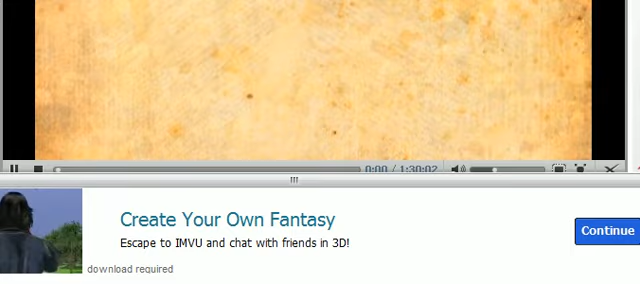 0:00 / 1:30:02
Create Your Own Fantasy
Escape to IMVU and chat with friends in 3D!
Continue
download required